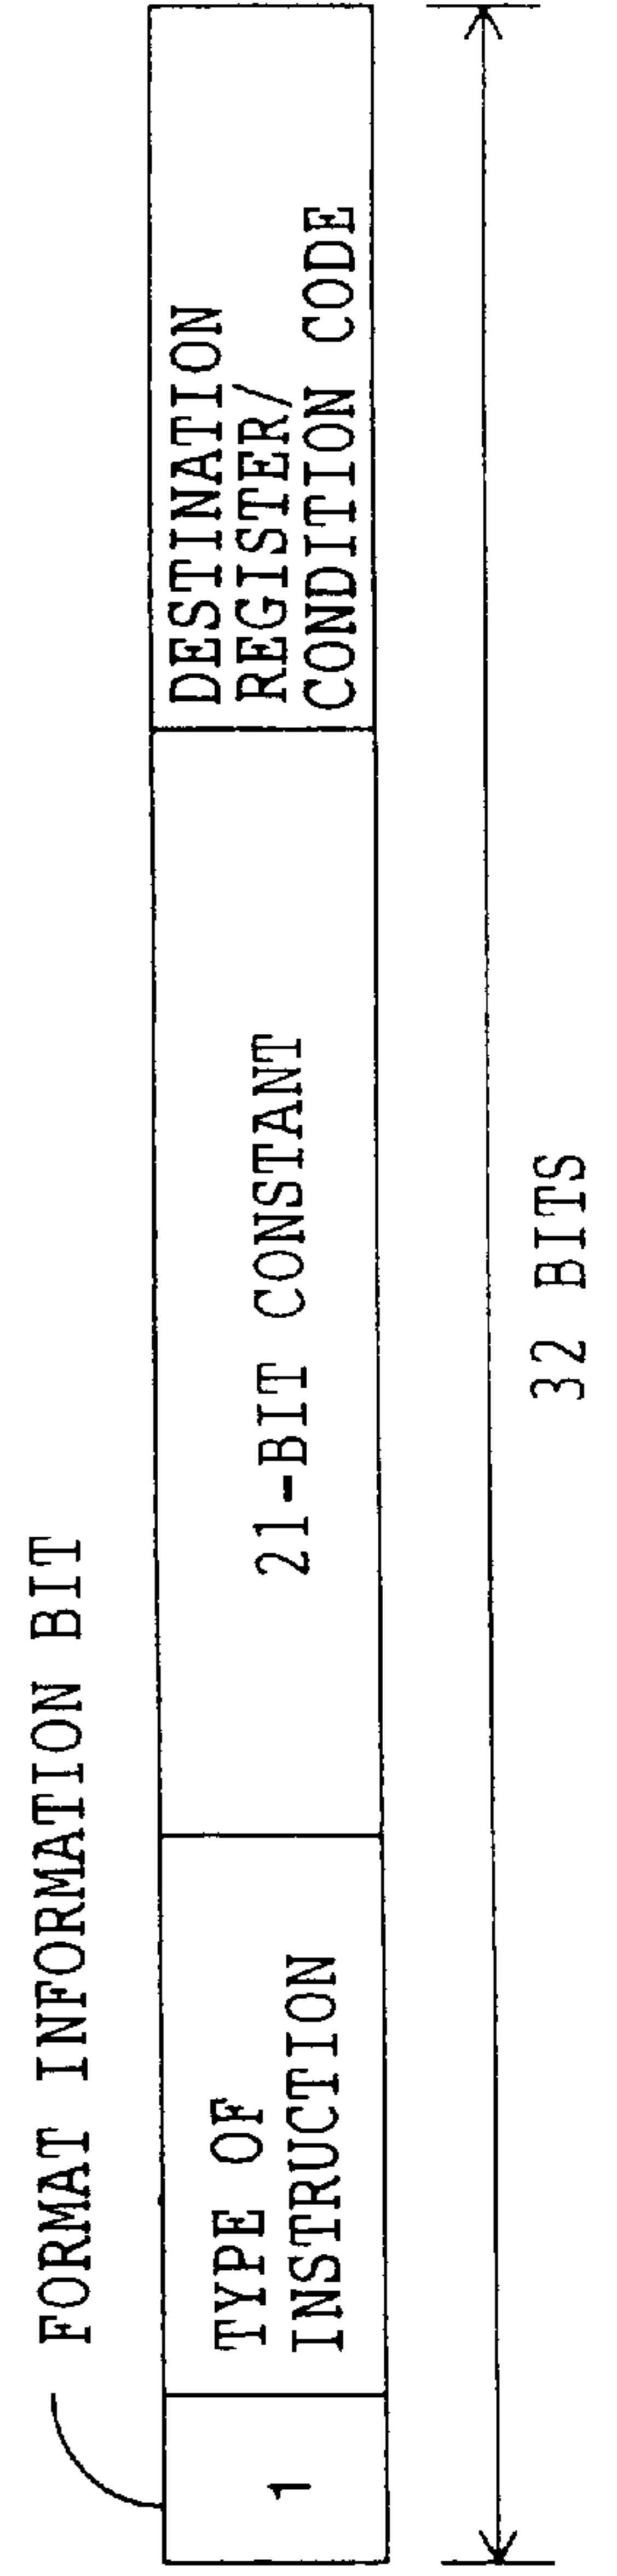 FORMAT INFORMATION BIT
1
TYPE OF
INSTRUCTION
21-BIT CONSTANT
DESTINATION
REGISTER/
CONDITION CODE
32 BITS